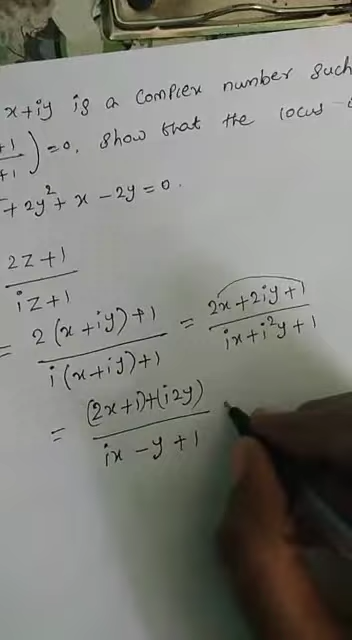 x+iy is a complex number such
+1/+1) = 0, show that the locus
+ 2y² + x − 2y = 0.
2z+1/iz+1
= 2(x+iy)+1/i(x+iy)+1 = 2x+2iy+1/ix+i²y+1
= (2x+1)+(i2y)/ix−y+1